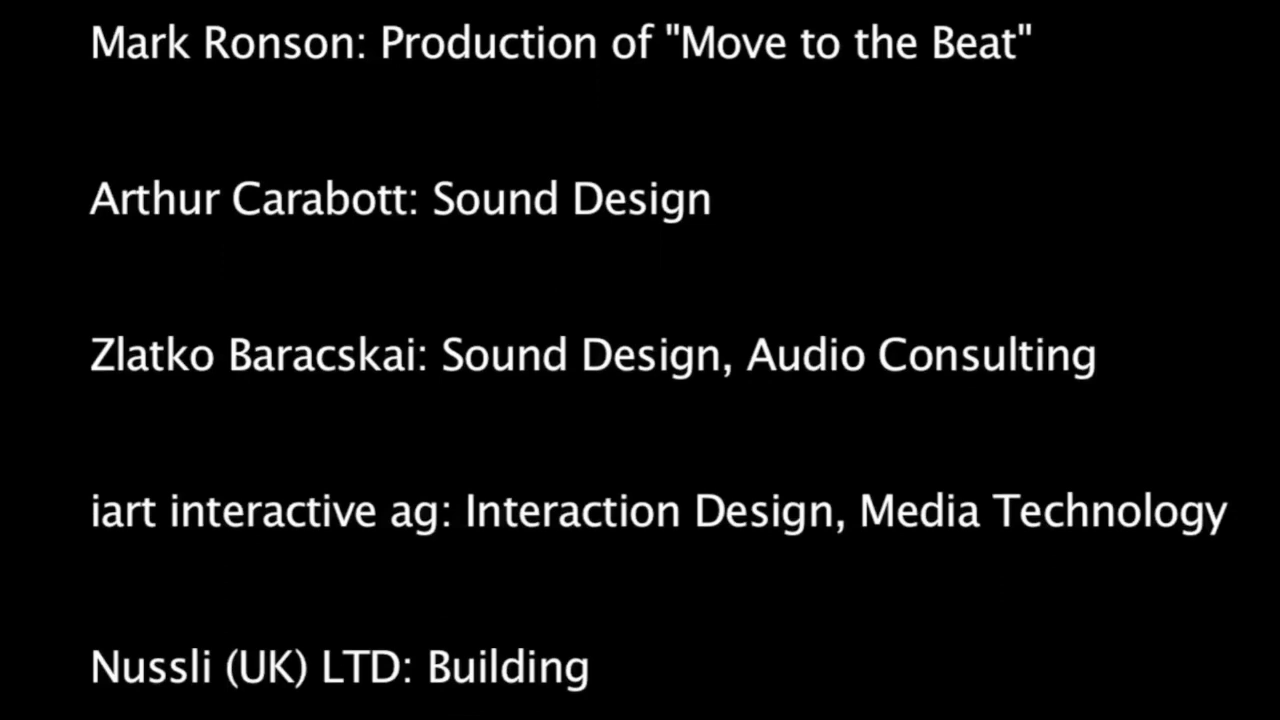 Mark Ronson: Production of "Move to the Beat"
Arthur Carabott: Sound Design
Zlatko Baracskai: Sound Design, Audio Consulting
iart interactive ag: Interaction Design, Media Technology
Nussli (UK) LTD: Building